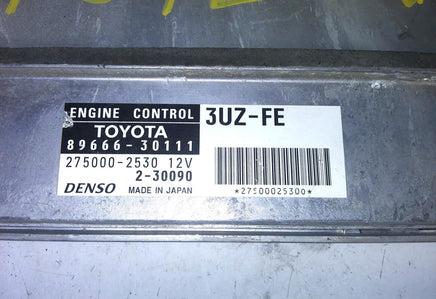 ENGINE CONTROL
3UZ-FE
TOYOTA
89666-30111
275000-2530 12V
2-30090
DENSO MADE IN JAPAN
*27500025300*